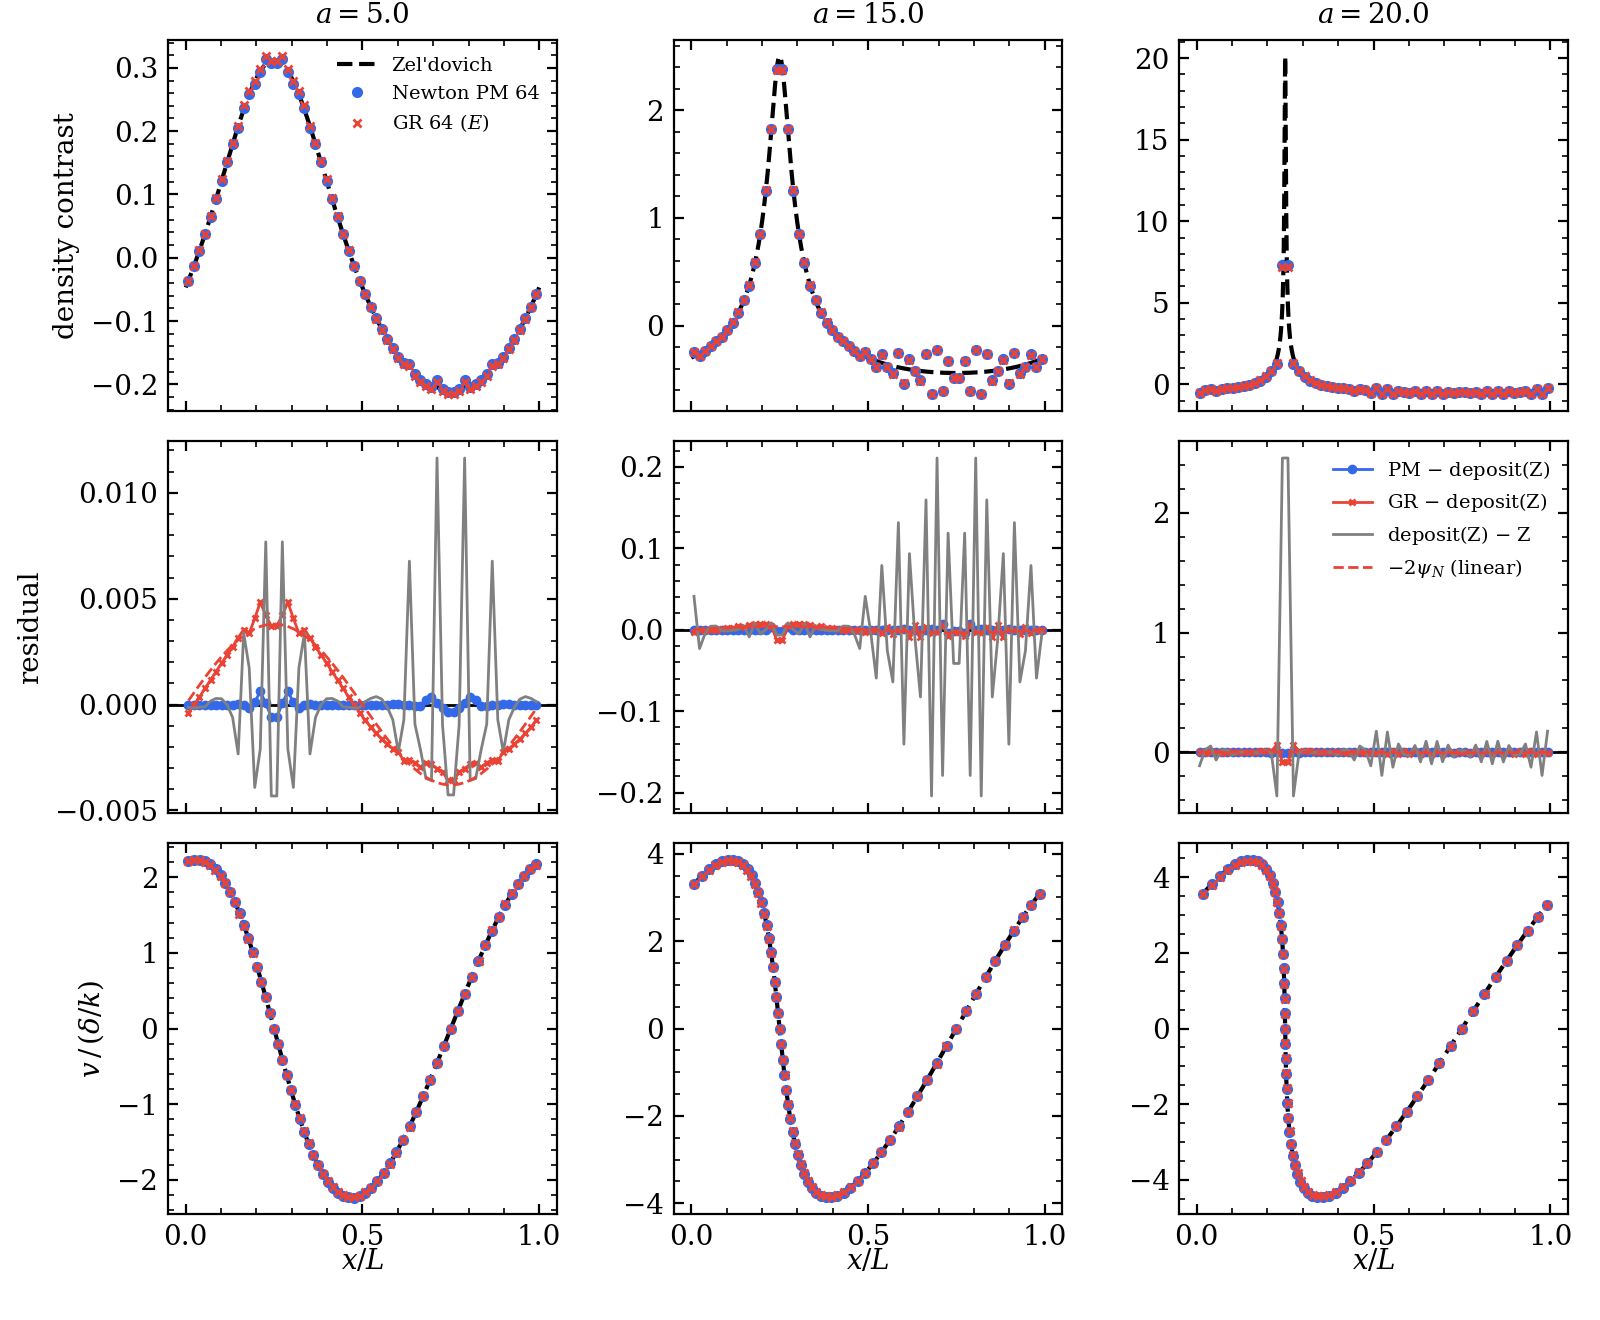 a = 5.0
a = 15.0
a = 20.0
density contrast
0.3
0.2
0.1
0.0
−0.1
−0.2
Zel'dovich
Newton PM 64
GR 64 (E)
2
1
0
20
15
10
5
0
residual
0.010
0.005
0.000
−0.005
0.2
0.1
0.0
−0.1
−0.2
2
1
0
PM − deposit(Z)
GR − deposit(Z)
deposit(Z) − Z
−2ψ_N (linear)
v / (δ̇/k)
2
1
0
−1
−2
4
2
0
−2
−4
4
2
0
−2
−4
0.0 0.5 1.0
0.0 0.5 1.0
0.0 0.5 1.0
x/L
x/L
x/L